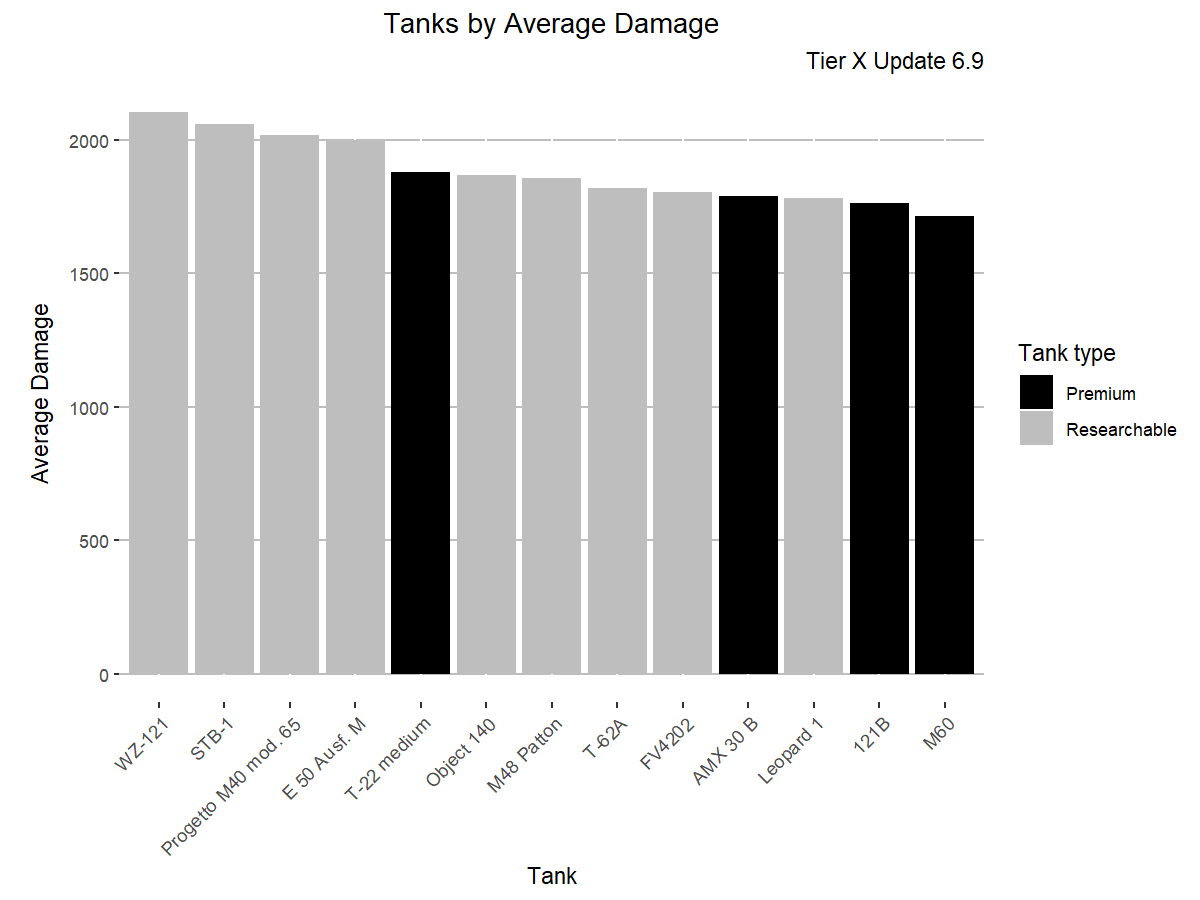 Tanks by Average Damage
Tier X Update 6.9
Average Damage
2000
1500
1000
500
0
WZ-121
STB-1
Progetto M40 mod. 65
E 50 Ausf. M
T-22 medium
Object 140
M48 Patton
T-62A
FV4202
AMX 30 B
Leopard 1
121B
M60
Tank
Tank type
Premium
Researchable